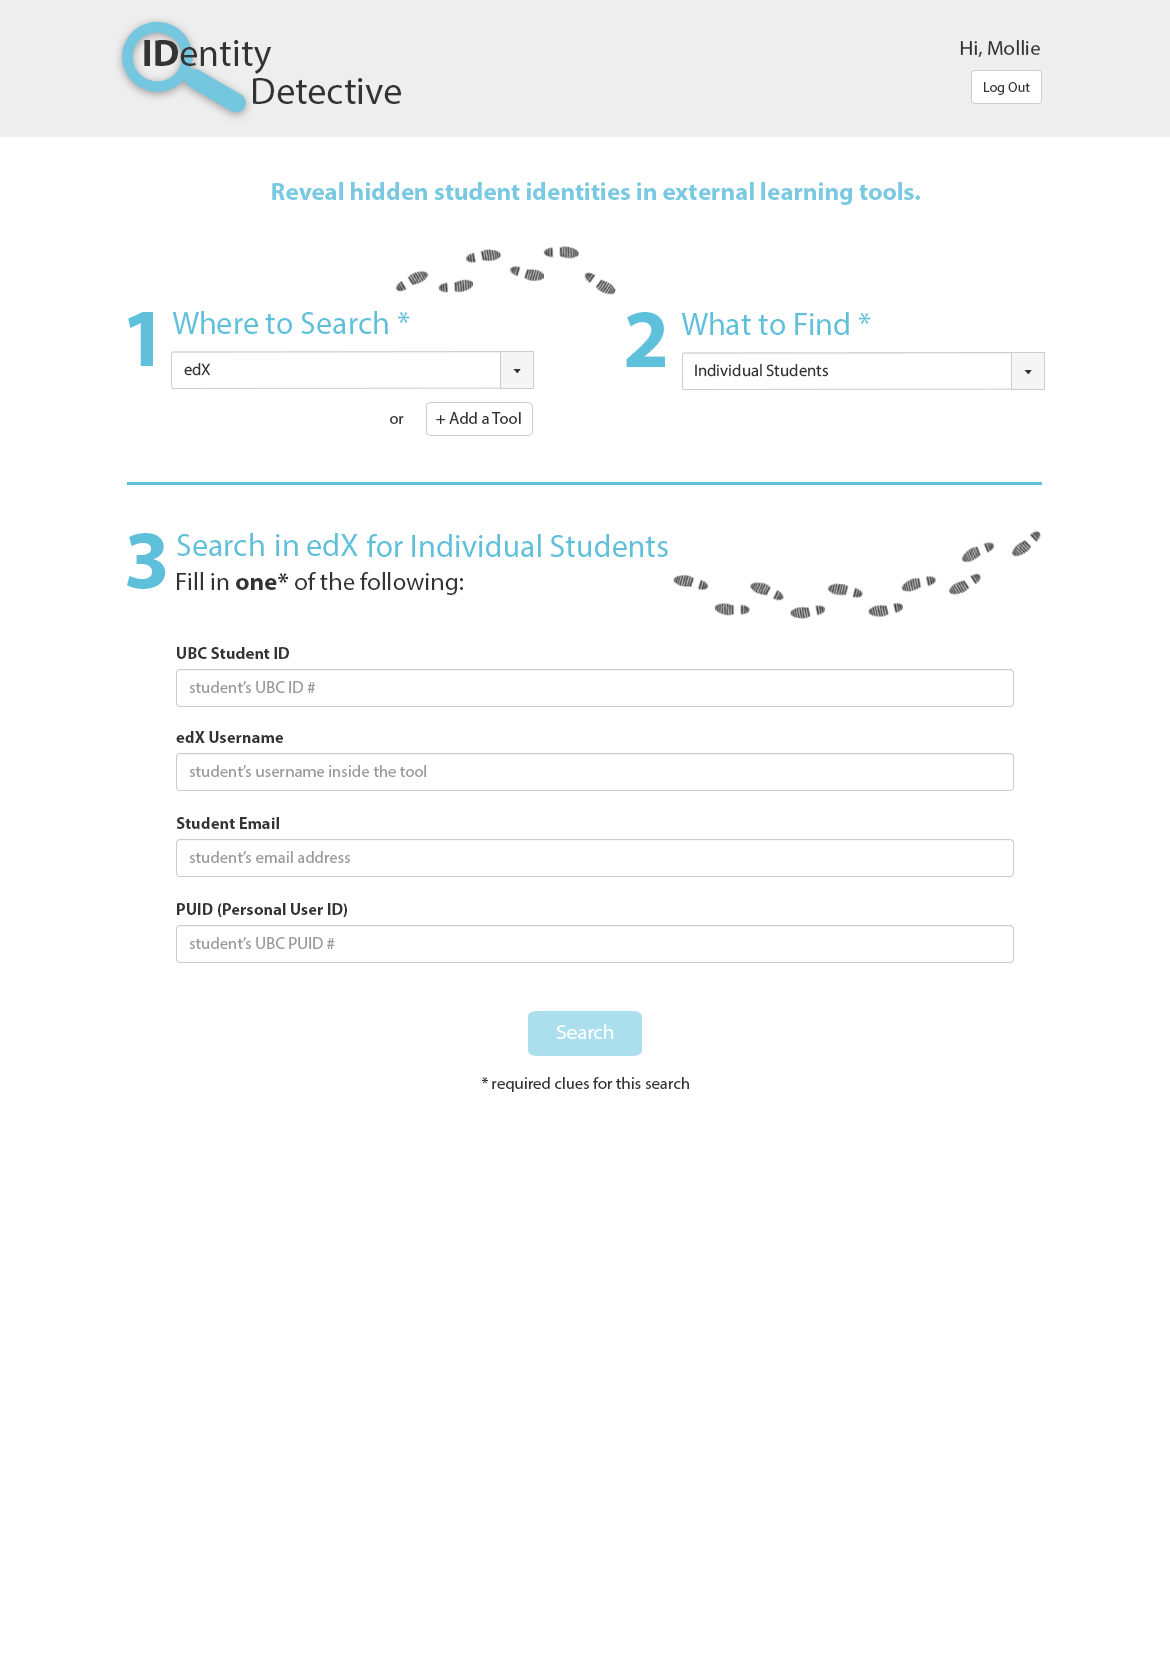 IDentity
Detective
Hi, Mollie
Log Out
Reveal hidden student identities in external learning tools.
1 Where to Search *
edX
or + Add a Tool
2 What to Find *
Individual Students
3 Search in edX for Individual Students
Fill in one* of the following:
UBC Student ID
student’s UBC ID #
edX Username
student’s username inside the tool
Student Email
student’s email address
PUID (Personal User ID)
student’s UBC PUID #
Search
* required clues for this search